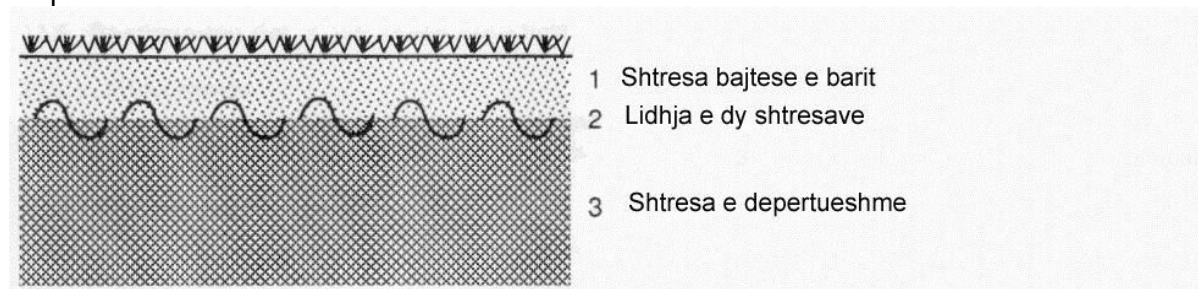 1 Shtresa bajtese e barit
2 Lidhja e dy shtresave
3 Shtresa e depertueshme